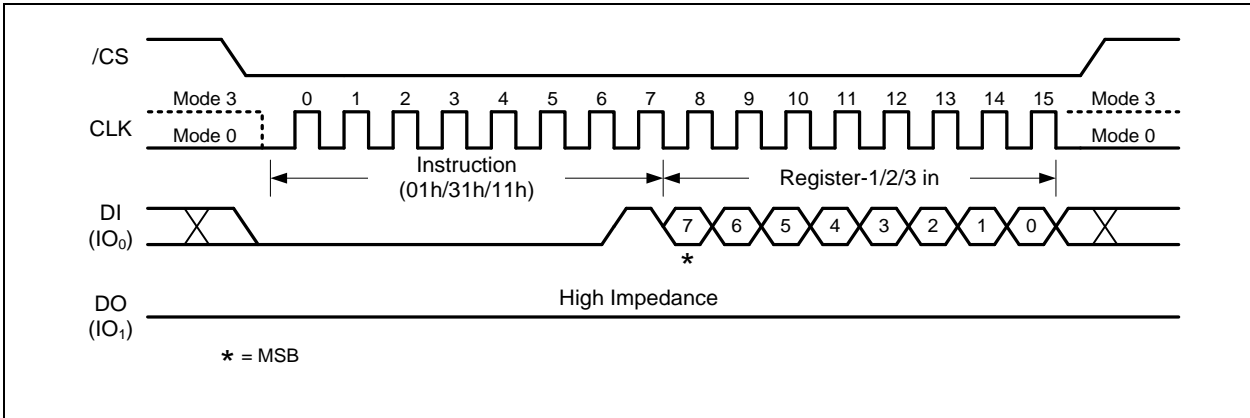 /CS
Mode 3 0 1 2 3 4 5 6 7 8 9 10 11 12 13 14 15 Mode 3
CLK
Mode 0 Mode 0
Instruction
(01h/31h/11h)
Register-1/2/3 in
DI
(IO₀)
7 6 5 4 3 2 1 0
*
High Impedance
DO
(IO₁)
* = MSB